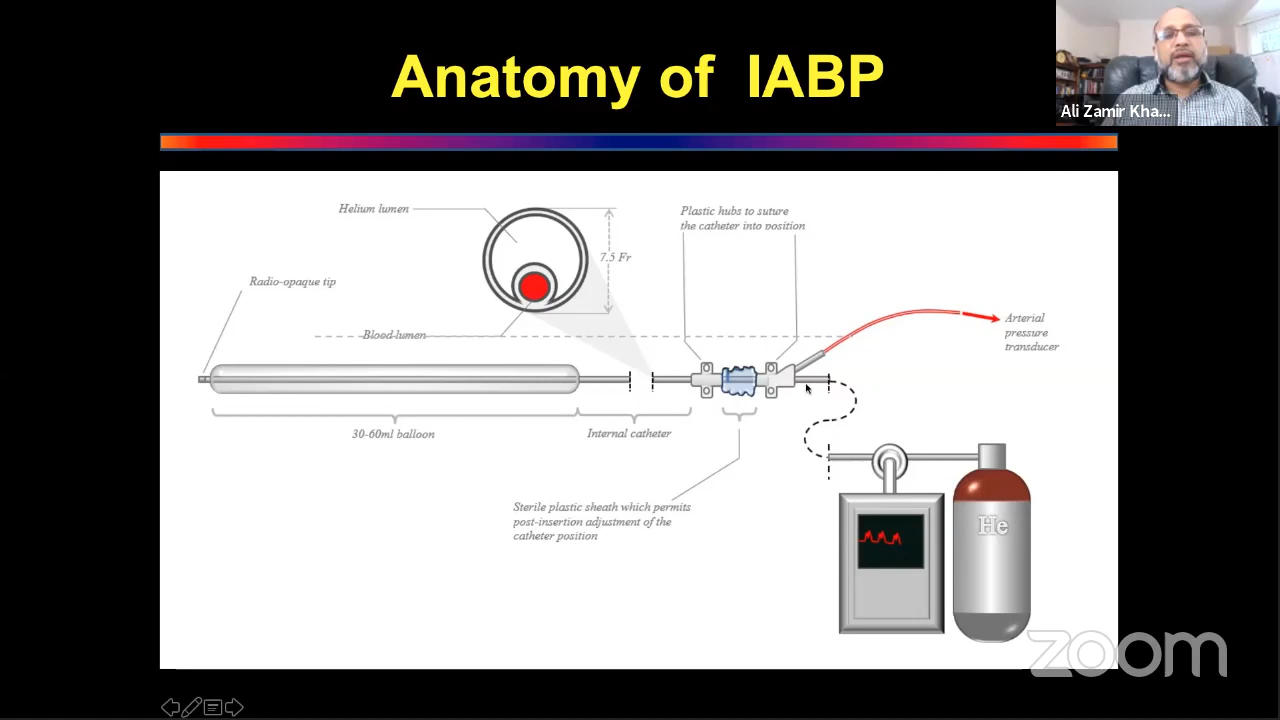 Anatomy of IABP
Ali Zamir Kha...
Helium lumen
Plastic hubs to suture
the catheter into position
7.5 Fr
Radio-opaque tip
Blood lumen
Arterial
pressure
transducer
30-60ml balloon
Internal catheter
Sterile plastic sheath which permits
post-insertion adjustment of the
catheter position
He
zoom